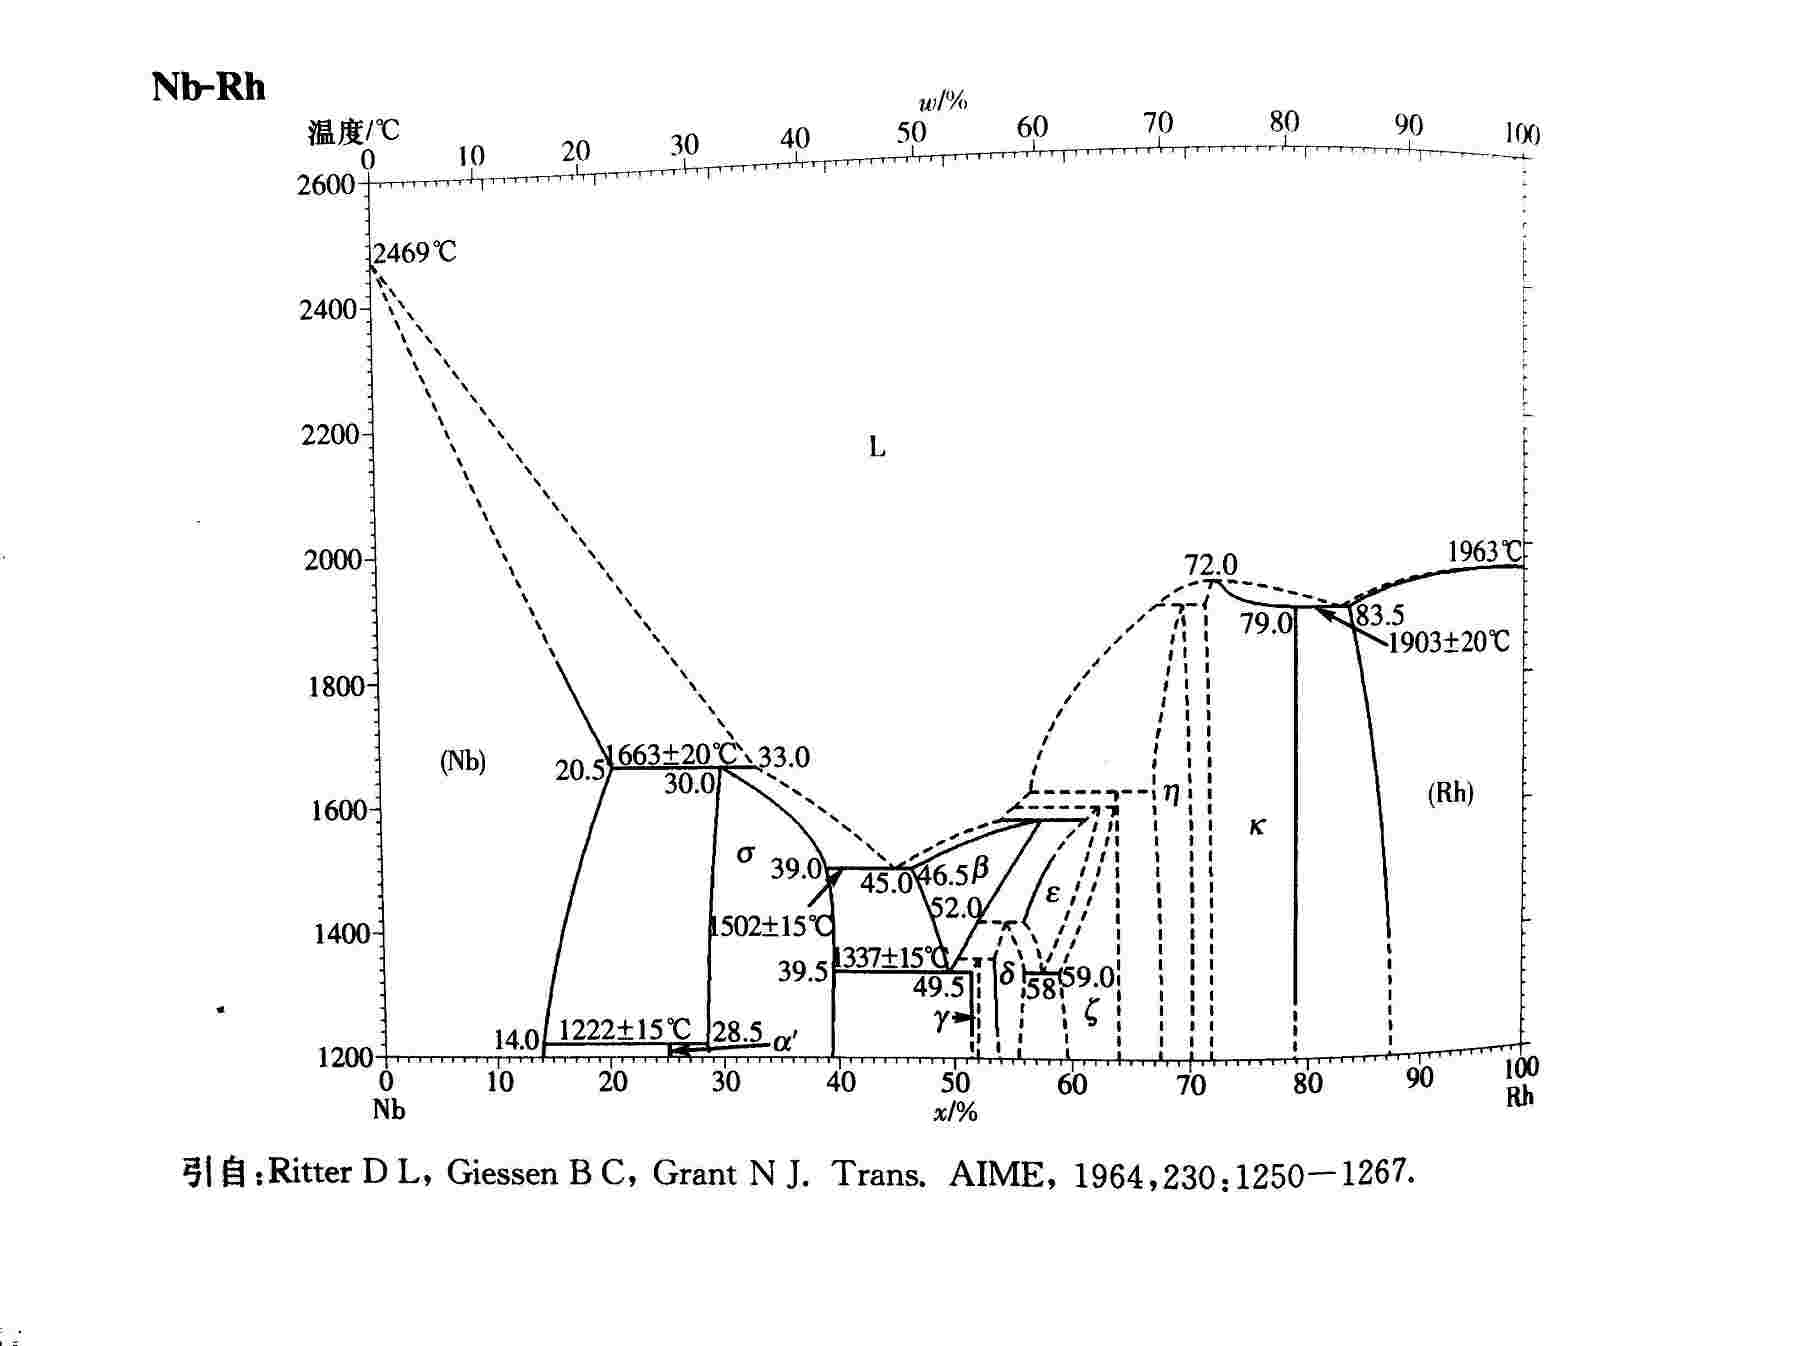 Nb-Rh
w/%
温度/℃
0 10 20 30 40 50 60 70 80 90 100
2600
2469℃
2400
2200
L
2000
1963℃
72.0
79.0
83.5
1903±20℃
1800
(Nb)
1663±20℃ 33.0
20.5
30.0
η
(Rh)
1600
κ
σ
39.0
45.0
46.5
β
ε
52.0
1502±15℃
1400
1337±15℃
39.5
49.5
δ
58
59.0
γ
ζ
14.0
1222±15℃
28.5
α′
1200
0 10 20 30 40 50 60 70 80 90 100
Nb
x/%
Rh
引自:Ritter D L, Giessen B C, Grant N J. Trans. AIME, 1964,230:1250—1267.